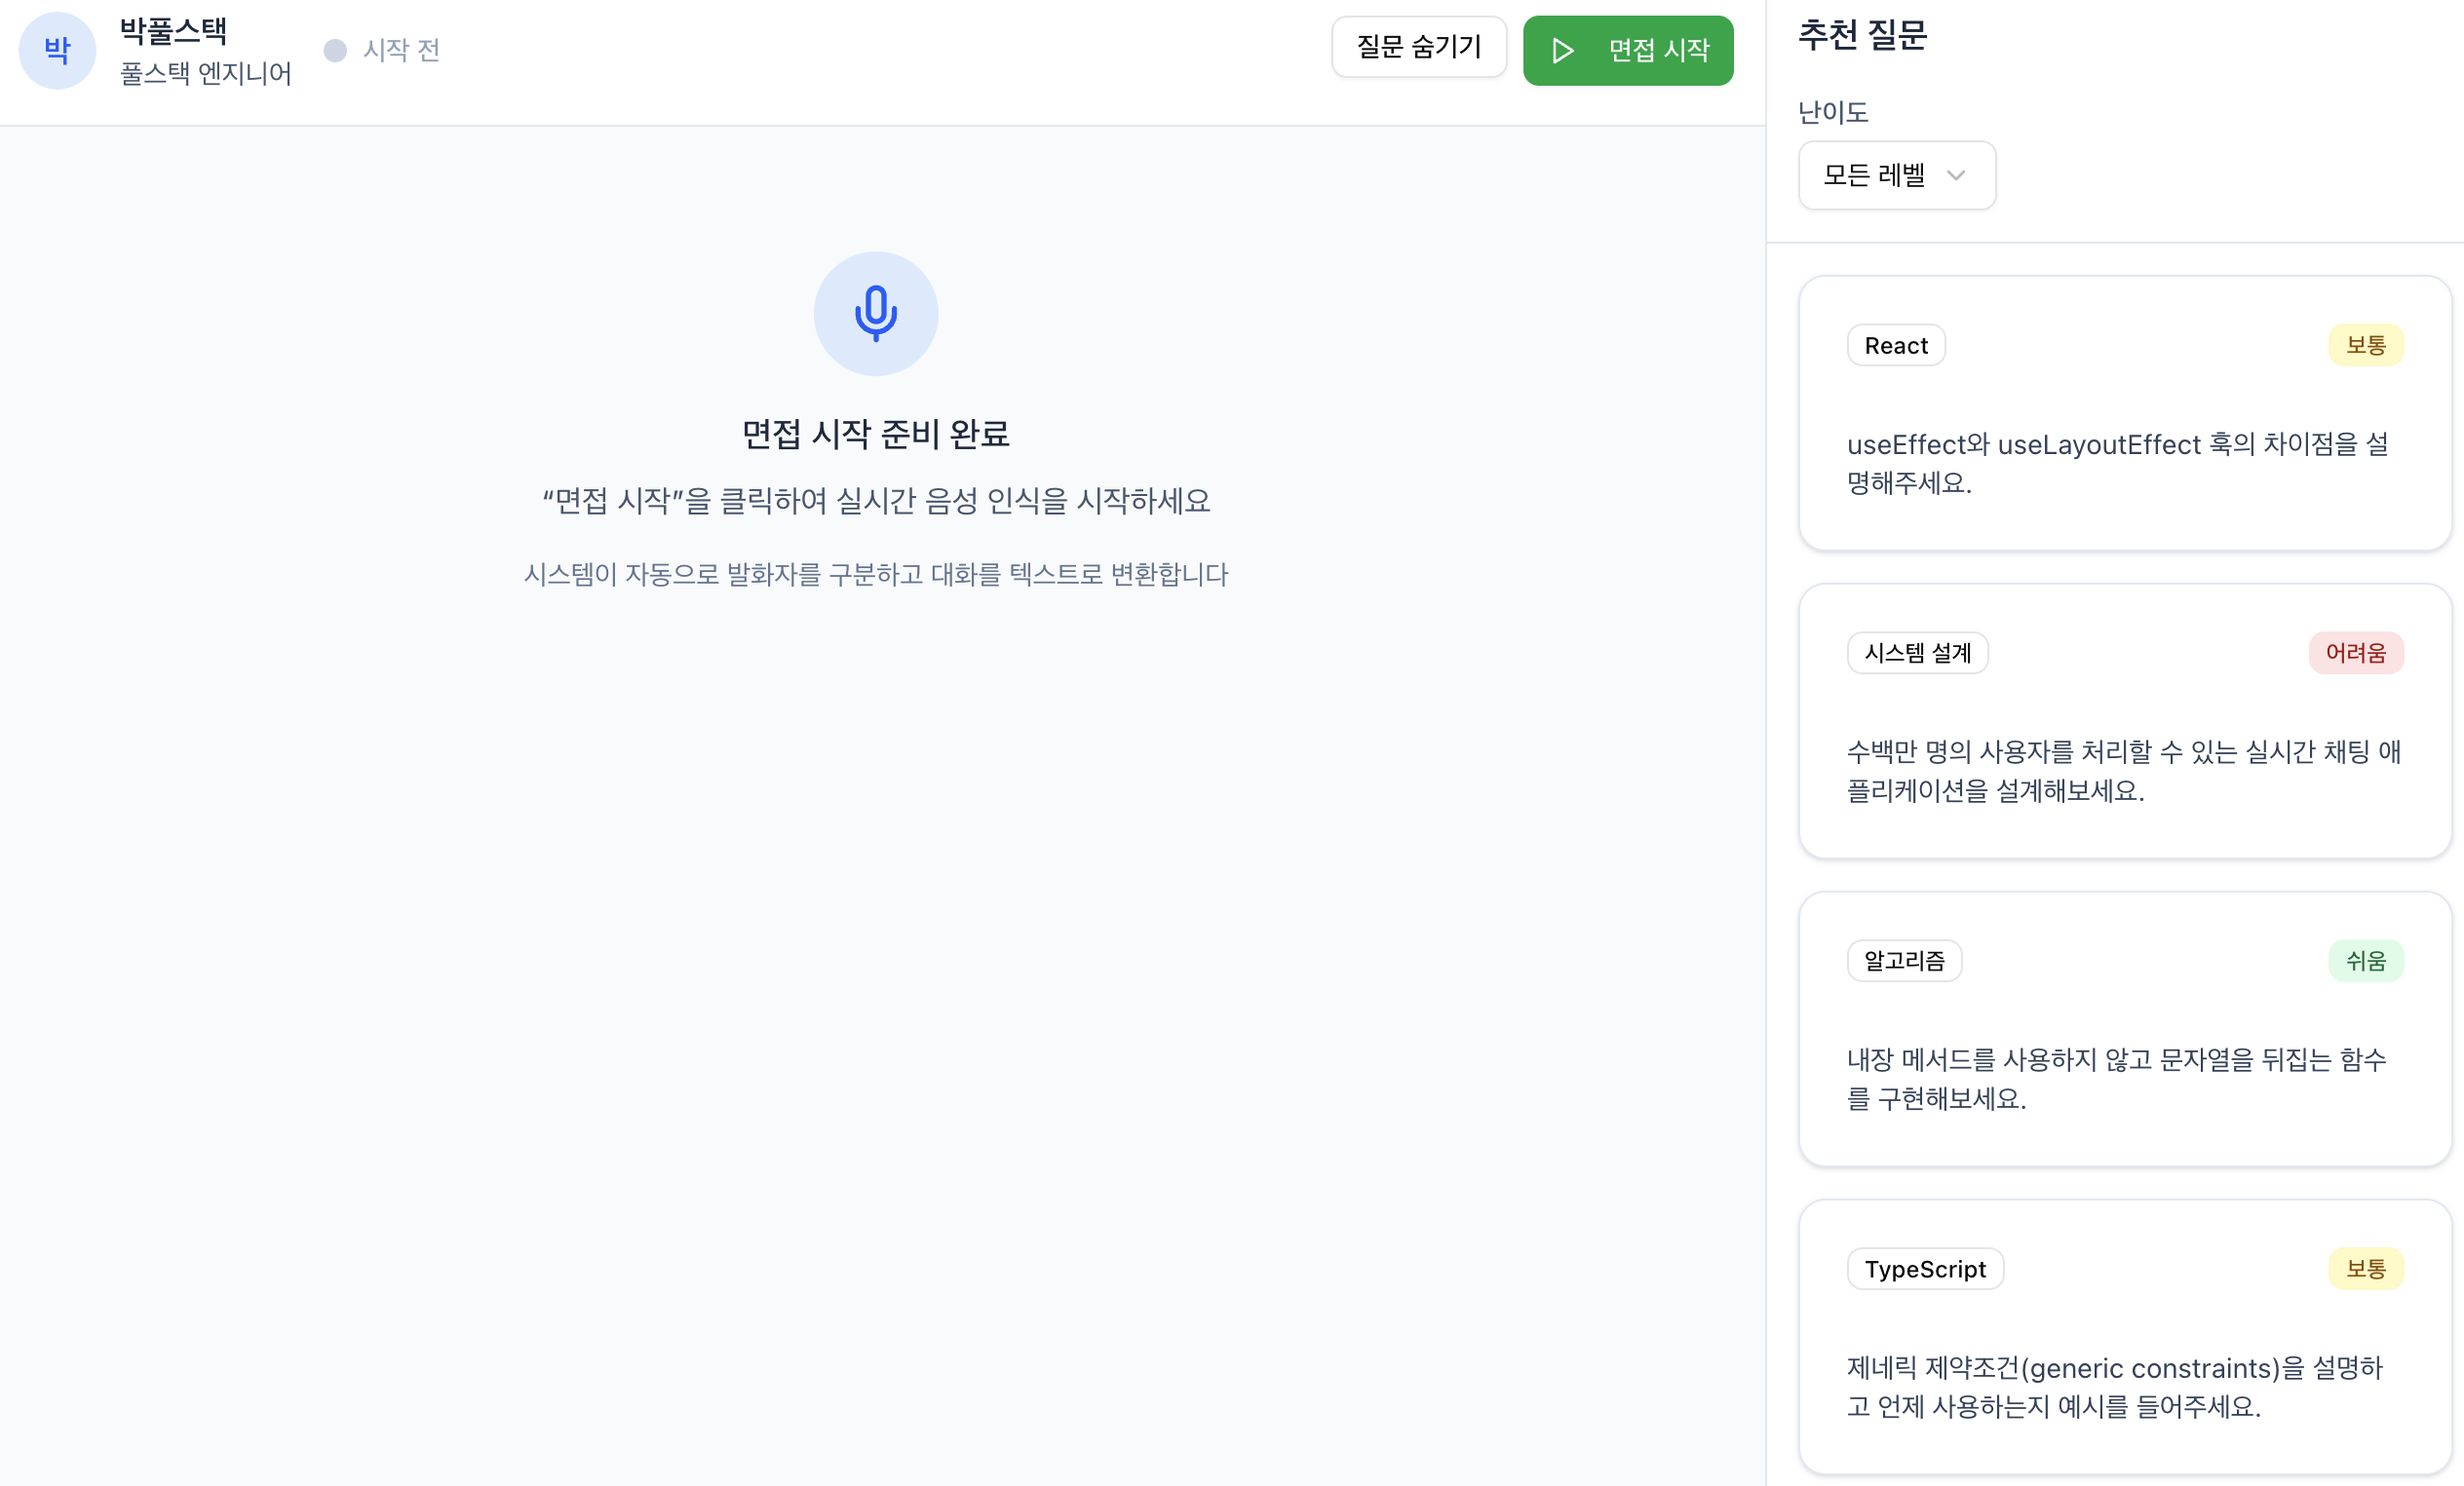 박
박풀스택
풀스택 엔지니어
시작 전
질문 숨기기
면접 시작
면접 시작 준비 완료
“면접 시작”을 클릭하여 실시간 음성 인식을 시작하세요
시스템이 자동으로 발화자를 구분하고 대화를 텍스트로 변환합니다
추천 질문
난이도
모든 레벨
React
보통
useEffect와 useLayoutEffect 훅의 차이점을 설
명해주세요.
시스템 설계
어려움
수백만 명의 사용자를 처리할 수 있는 실시간 채팅 애
플리케이션을 설계해보세요.
알고리즘
쉬움
내장 메서드를 사용하지 않고 문자열을 뒤집는 함수
를 구현해보세요.
TypeScript
보통
제네릭 제약조건(generic constraints)을 설명하
고 언제 사용하는지 예시를 들어주세요.